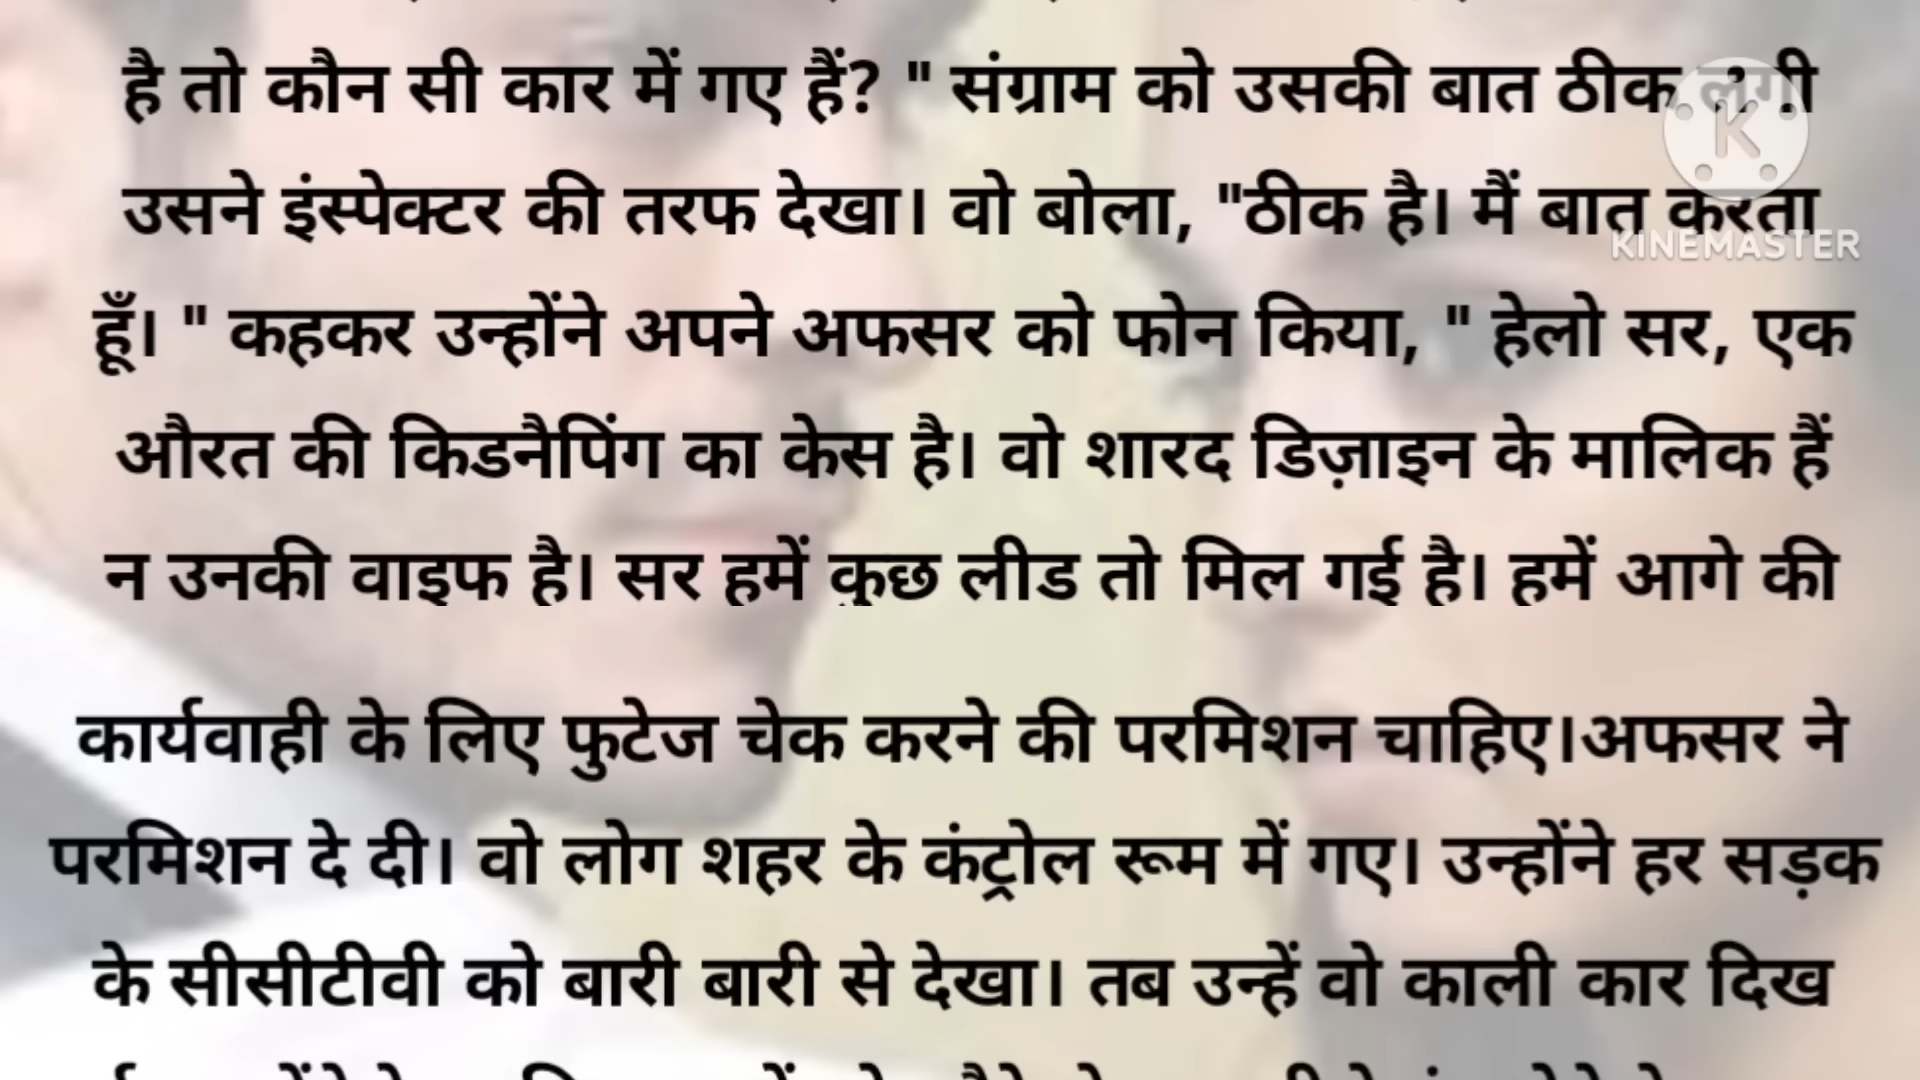 है तो कौन सी कार में गए हैं? " संग्राम को उसकी बात ठीक लगी
उसने इंस्पेक्टर की तरफ देखा। वो बोला, "ठीक है। मैं बात करता
KINEMASTER
हूँ। " कहकर उन्होंने अपने अफसर को फोन किया, " हेलो सर, एक
औरत की किडनैपिंग का केस है। वो शारद डिज़ाइन के मालिक हैं
न उनकी वाइफ है। सर हमें कुछ लीड तो मिल गई है। हमें आगे की
कार्यवाही के लिए फुटेज चेक करने की परमिशन चाहिए।अफसर ने
परमिशन दे दी। वो लोग शहर के कंट्रोल रूम में गए। उन्होंने हर सड़क
के सीसीटीवी को बारी बारी से देखा। तब उन्हें वो काली कार दिख